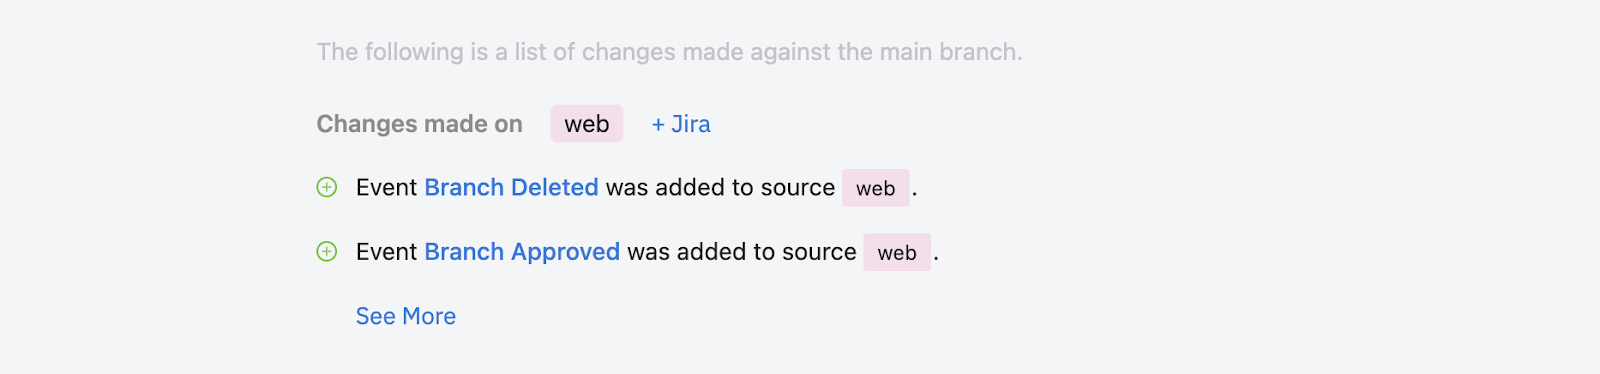 The following is a list of changes made against the main branch.
Changes made on web + Jira
Event Branch Deleted was added to source web.
Event Branch Approved was added to source web.
See More